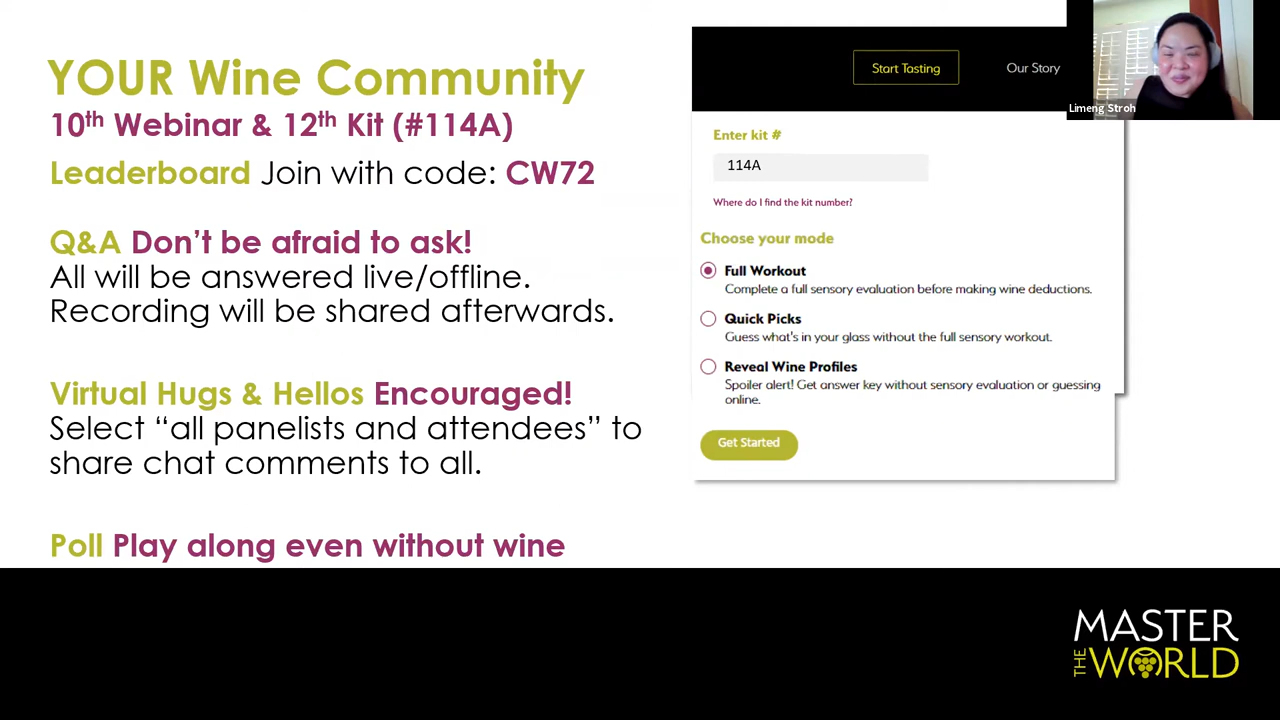 YOUR Wine Community
10th Webinar & 12th Kit (#114A)
Leaderboard Join with code: CW72
Q&A Don't be afraid to ask!
All will be answered live/offline.
Recording will be shared afterwards.
Virtual Hugs & Hellos Encouraged!
Select “all panelists and attendees” to
share chat comments to all.
Poll Play along even without wine
Start Tasting
Our Story
Enter kit #
114A
Where do I find the kit number?
Choose your mode
Full Workout
Complete a full sensory evaluation before making wine deductions.
Quick Picks
Guess what's in your glass without the full sensory workout.
Reveal Wine Profiles
Spoiler alert! Get answer key without sensory evaluation or guessing
online.
Get Started
Limeng Stroh
MASTER
THE WORLD